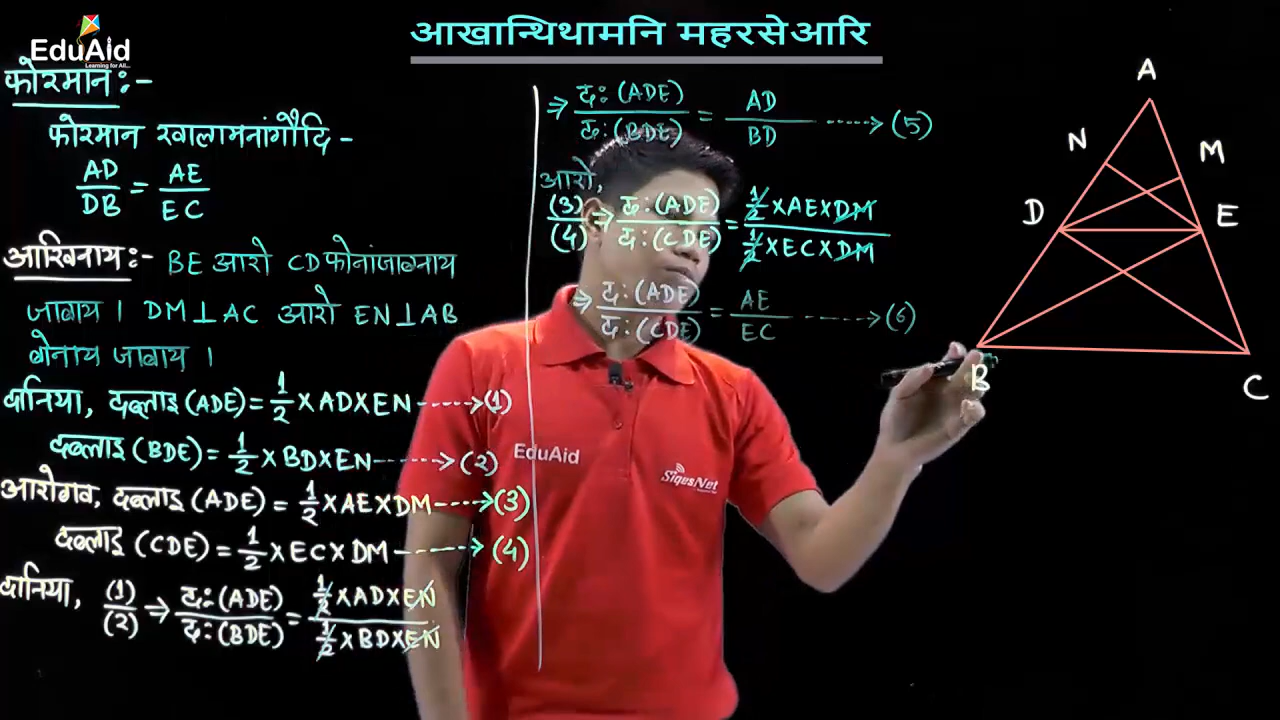 EduAid
Learning for All...
आखान्थिथामनि महरसेआरि
फोरमान:-
फोरमान खालामनांगौदि -
AD/DB = AE/EC
आखिनाय:- BE आरो CD फोनांजाबनाय
जाबाय । DM⊥AC आरो EN⊥AB
बोनाय जाबाय ।
दानिया, दब्लाइ (ADE) = 1/2 × AD × EN ----> (1)
दब्लाइ (BDE) = 1/2 × BD × EN ----> (2)
आरोबाव, दब्लाइ (ADE) = 1/2 × AE × DM ----> (3)
दब्लाइ (CDE) = 1/2 × EC × DM ----> (4)
दानिया, (1)/(2) → द:(ADE)/द:(BDE) = (1/2 × AD × EN)/(1/2 × BD × EN)
⇒ द:(ADE)/द:(BDE) = AD/BD ----> (5)
आरो,
(3)/(4) ⇒ द:(ADE)/द:(CDE) = (1/2 × AE × DM)/(1/2 × EC × DM)
⇒ द:(ADE)/द:(CDE) = AE/EC ----> (6)
A
N M
D E
B C
EduAid
SiqesNet